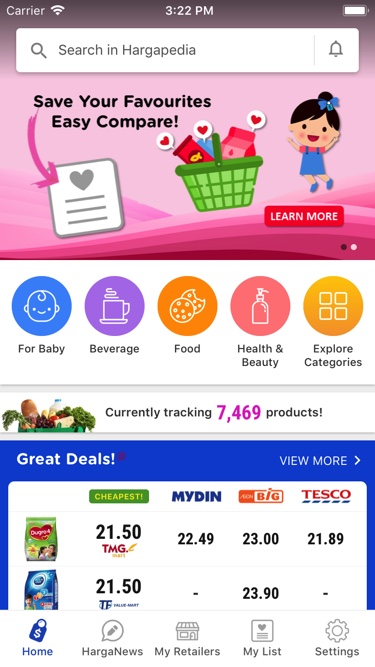 Carrier 3:22 PM
Search in Hargapedia
Save Your Favourites
Easy Compare!
LEARN MORE
For Baby
Beverage
Food
Health &
Beauty
Explore
Categories
Currently tracking 7,469 products!
Great Deals!
VIEW MORE
CHEAPEST! MYDIN AEON BiG TESCO
Dugro 4
21.50 22.49 23.00 21.89
TMG mart
21.50 - 23.90 -
TF VALUE-MART
Home HargaNews My Retailers My List Settings